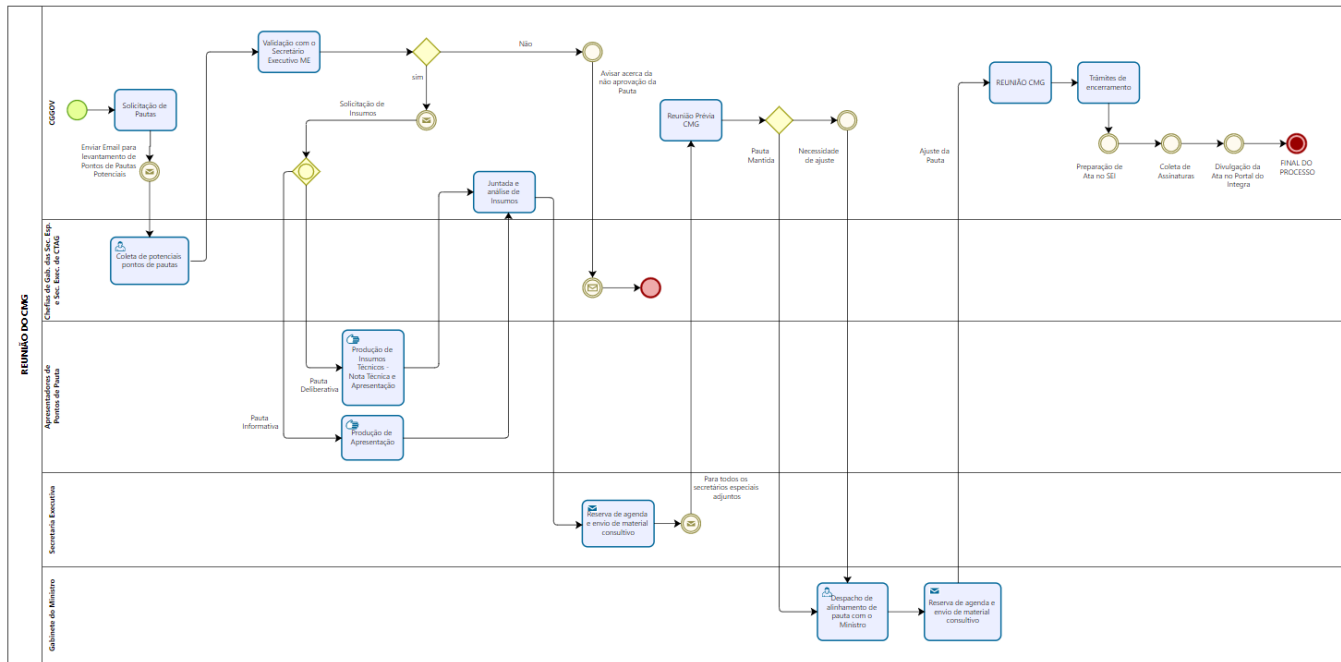 REUNIÃO DO CMG
CGGOV
Solicitação de
Pautas
Enviar Email para
levantamento de
Pontos de Pautas
Potenciais
Validação com o
Secretário
Executivo ME
Não
sim
Solicitação de
Insumos
Avisar acerca da
não aprovação da
Pauta
Juntada e
análise de
Insumos
Reunião Prévia
CMG
Pauta
Mantida
Necessidade
de ajuste
Ajuste da
Pauta
REUNIÃO CMG
Trâmites de
encerramento
Preparação de
Ata no SEI
Coleta de
Assinaturas
Divulgação da
Ata no Portal do
Integra
FINAL DO
PROCESSO
Chefias de Gab. das Sec. Esp.
e Sec. Exec. do CTAG
Coleta de potenciais
pontos de pautas
Apresentadores de
Pontos de Pauta
Produção de
Insumos
Técnicos -
Nota Técnica e
Apresentação
Pauta
Deliberativa
Pauta
Informativa
Produção de
Apresentação
Secretaria Executiva
Reserva de agenda
e envio de material
consultivo
Para todos os
secretários especiais
adjuntos
Gabinete do Ministro
Despacho de
alinhamento de
pauta com o
Ministro
Reserva de agenda e
envio de material
consultivo